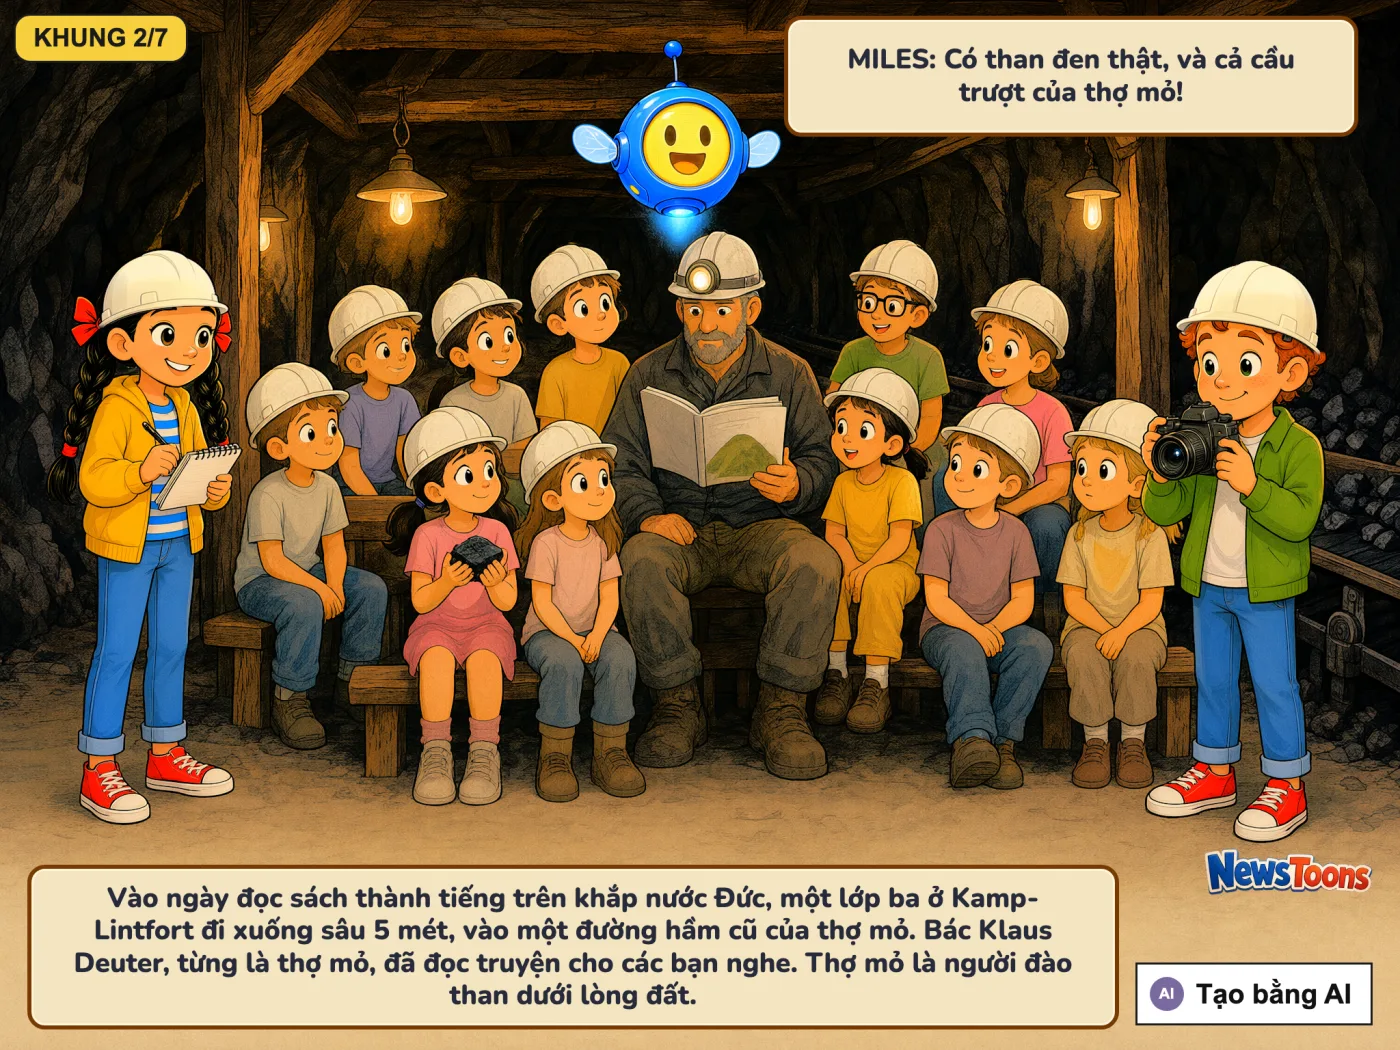 KHUNG 2/7
MILES: Có than đen thật, và cả cầu
trượt của thợ mỏ!
Vào ngày đọc sách thành tiếng trên khắp nước Đức, một lớp ba ở Kamp-
Lintfort đi xuống sâu 5 mét, vào một đường hầm cũ của thợ mỏ. Bác Klaus
Deuter, từng là thợ mỏ, đã đọc truyện cho các bạn nghe. Thợ mỏ là người đào
than dưới lòng đất.
NewsToons
AI Tạo bằng AI